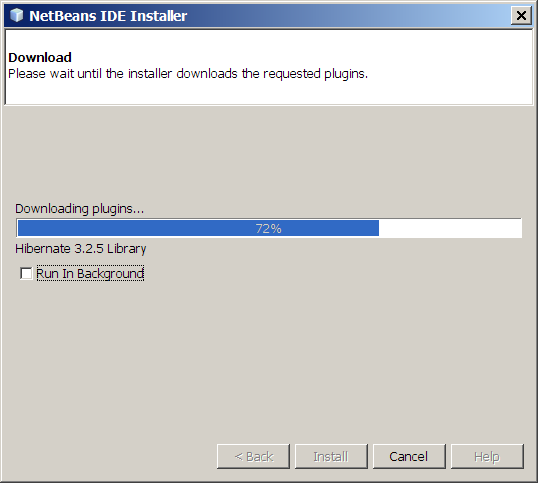 NetBeans IDE Installer
Download
Please wait until the installer downloads the requested plugins.
Downloading plugins...
72%
Hibernate 3.2.5 Library
Run In Background
< Back Install Cancel Help